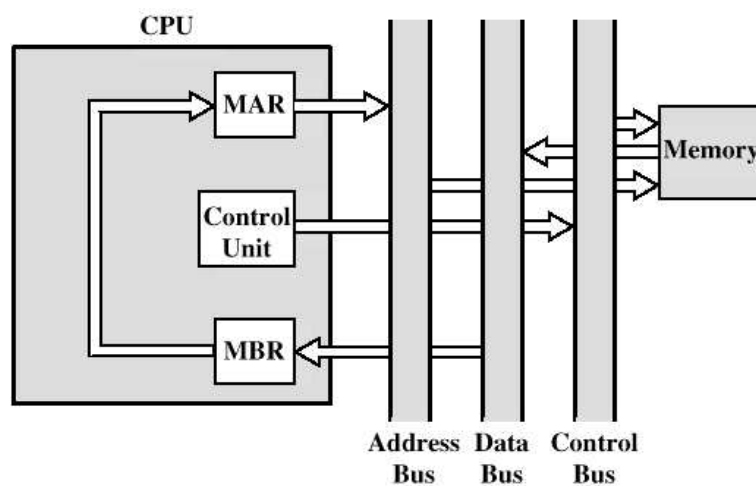 CPU
MAR
Memory
Control
Unit
MBR
Address
Bus
Data
Bus
Control
Bus